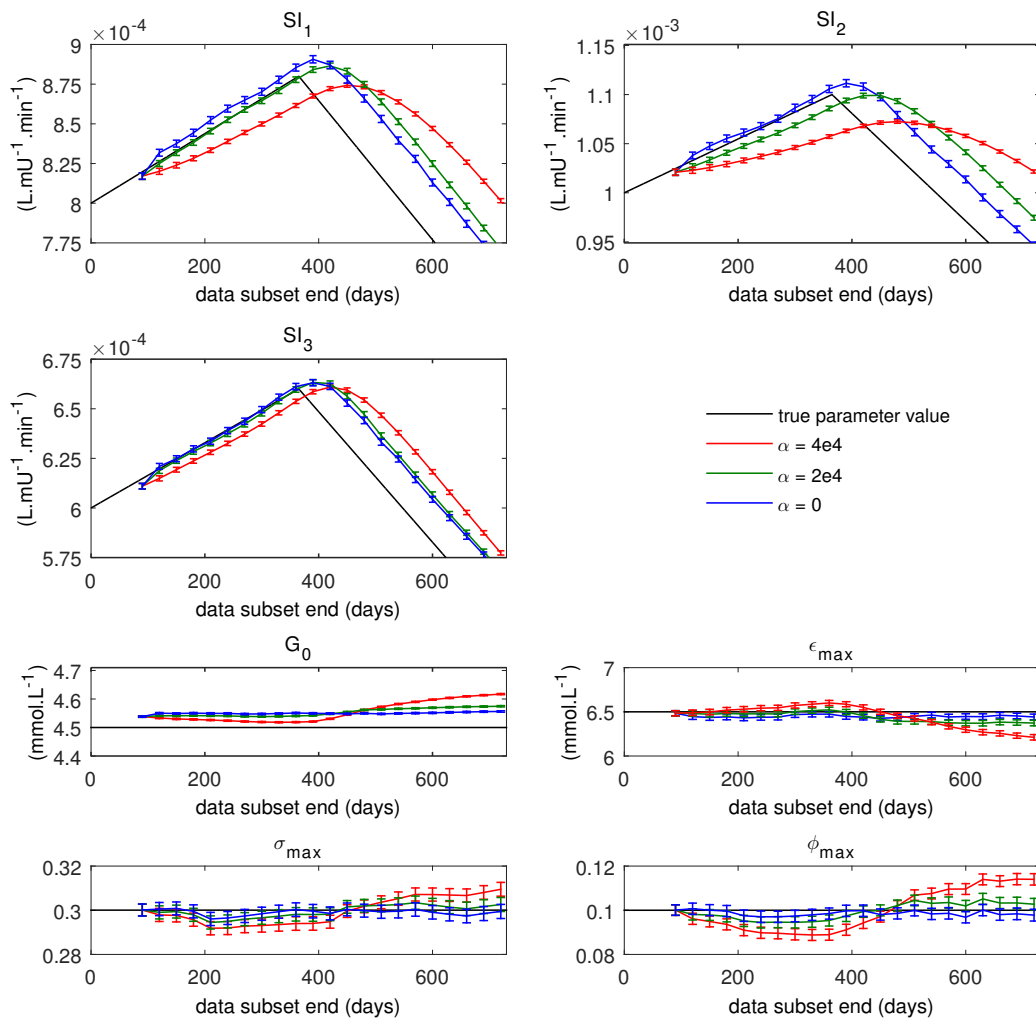 SI1
×10-4
9
8.75
8.5
8.25
8
7.75
(L.mU-1.min-1)
0 200 400 600
data subset end (days)
SI2
×10-3
1.15
1.1
1.05
1
0.95
(L.mU-1.min-1)
0 200 400 600
data subset end (days)
SI3
×10-4
6.75
6.5
6.25
6
5.75
(L.mU-1.min-1)
0 200 400 600
data subset end (days)
true parameter value
α = 4e4
α = 2e4
α = 0
G0
4.7
4.6
4.5
4.4
(mmol.L-1)
0 200 400 600
data subset end (days)
ϵmax
7
6.5
6
(mmol.L-1)
0 200 400 600
data subset end (days)
σmax
0.32
0.3
0.28
0 200 400 600
data subset end (days)
ϕmax
0.12
0.1
0.08
0 200 400 600
data subset end (days)